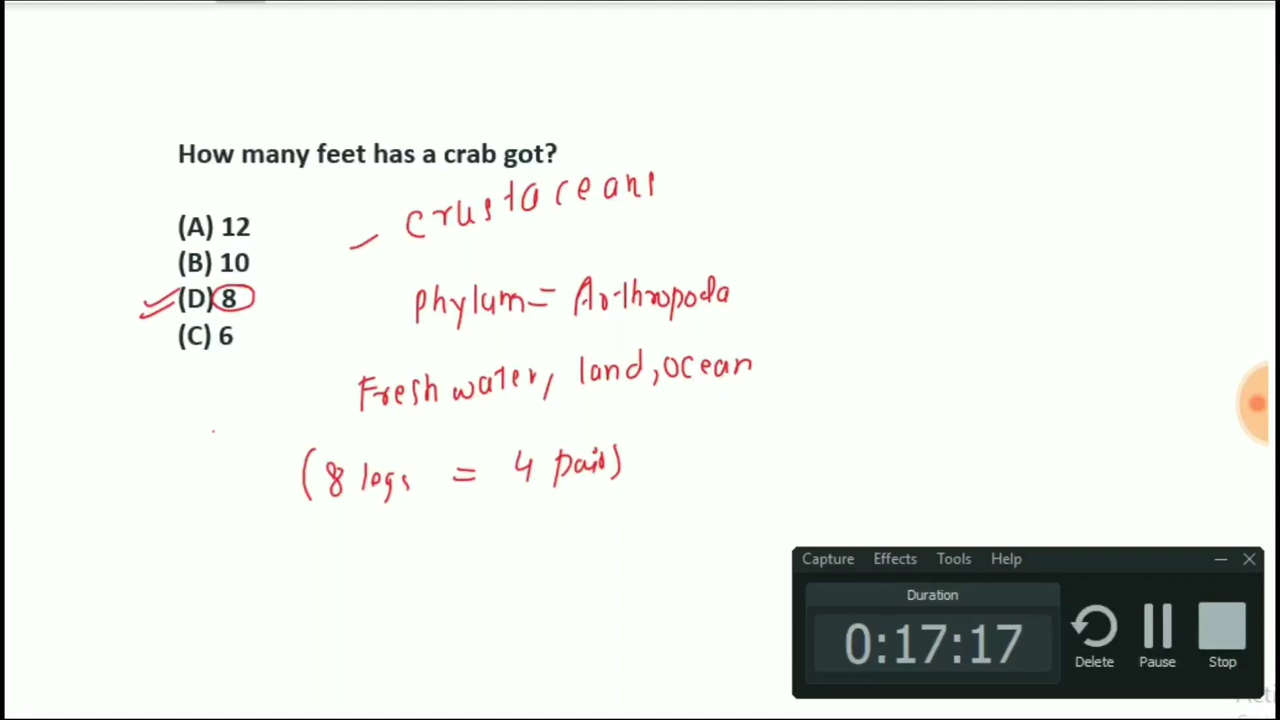 How many feet has a crab got?
crustaceans
(A) 12
(B) 10
phylum = Arthropoda
(D) 8
(C) 6
Fresh water, land, ocean
(8 legs = 4 pair)
Capture Effects Tools Help
Duration
0:17:17
Delete Pause Stop